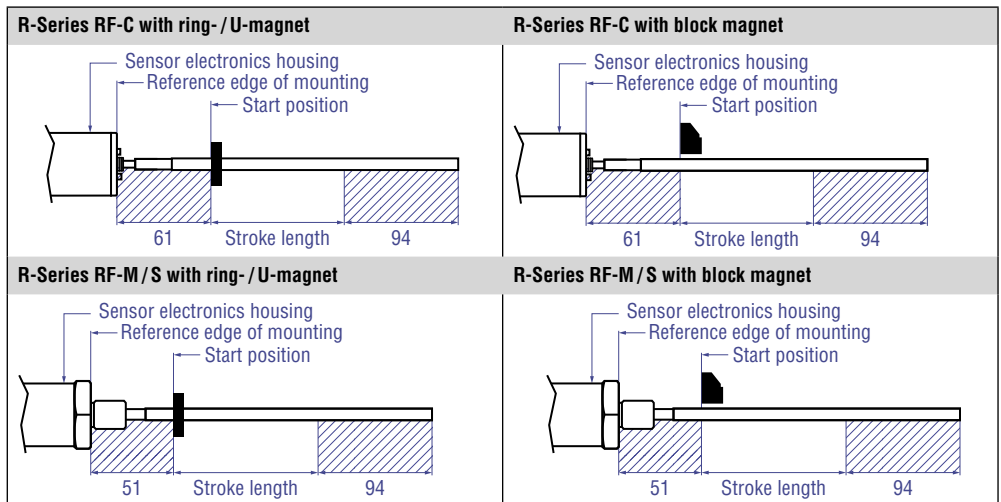 R-Series RF-C with ring- / U-magnet
Sensor electronics housing
Reference edge of mounting
Start position
61
Stroke length
94
R-Series RF-C with block magnet
Sensor electronics housing
Reference edge of mounting
Start position
61
Stroke length
94
R-Series RF-M / S with ring- / U-magnet
Sensor electronics housing
Reference edge of mounting
Start position
51
Stroke length
94
R-Series RF-M / S with block magnet
Sensor electronics housing
Reference edge of mounting
Start position
51
Stroke length
94